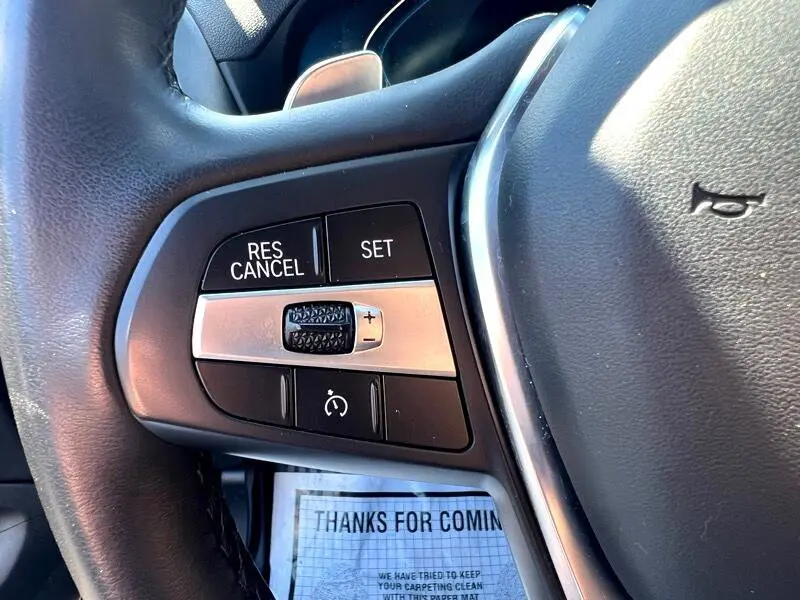 RES
CANCEL
SET
+
−
THANKS FOR COMIN
WE HAVE TRIED TO KEEP
YOUR CARPETING CLEAN
WITH THIS PAPER MAT